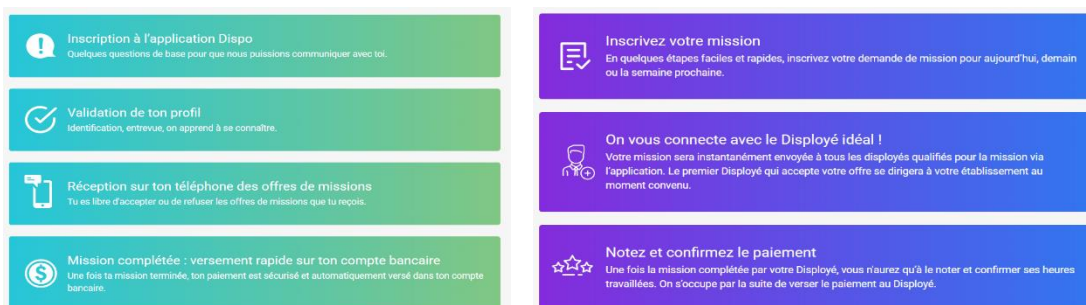 Inscription à l'application Dispo
Quelques questions de base pour que nous puissions communiquer avec toi.
Validation de ton profil
Identification, entrevue, on apprend à se connaître.
Réception sur ton téléphone des offres de missions
Tu es libre d'accepter ou de refuser les offres de missions que tu reçois.
Mission complétée : versement rapide sur ton compte bancaire
Une fois ta mission terminée, ton paiement est sécurisé et automatiquement versé dans ton compte
bancaire.
Inscrivez votre mission
En quelques étapes faciles et rapides, inscrivez votre demande de mission pour aujourd'hui, demain
ou la semaine prochaine.
On vous connecte avec le Disployé idéal !
Votre mission sera instantanément envoyée à tous les disployés qualifiés pour la mission via
l'application. Le premier Disployé qui accepte votre offre se dirigera à votre établissement au
moment convenu.
Notez et confirmez le paiement
Une fois la mission complétée par votre Disployé, vous n'aurez qu'à le noter et confirmer ses heures
travaillées. On s'occupe par la suite de verser le paiement au Disployé.